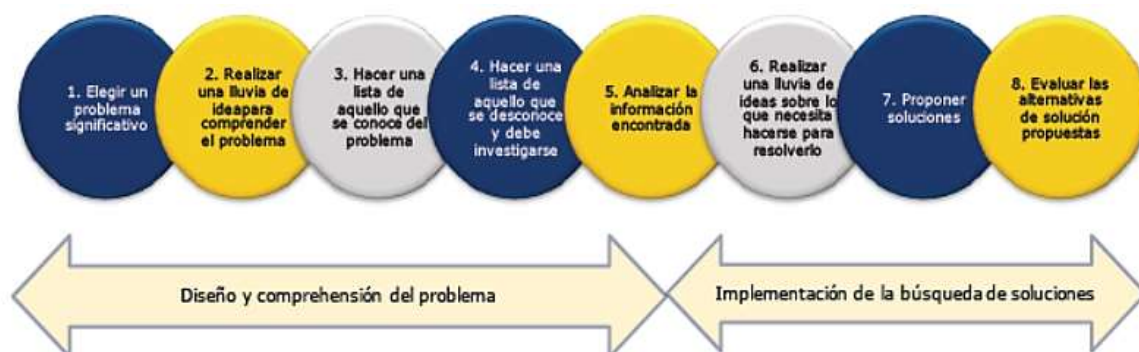 1. Elegir un
problema
significativo
2. Realizar
una lluvia de
ideapara
comprender
el problema
3. Hacer una
lista de
aquello que
se conoce del
problema
4. Hacer una
lista de
aquello que
se desconoce
y debe
investigarse
5. Analizar la
información
encontrada
6. Realizar
una lluvia de
ideas sobre lo
que necesita
hacerse para
resolverlo
7. Proponer
soluciones
8. Evaluar las
alternativas
de solución
propuestas
Diseño y comprehensión del problema
Implementación de la búsqueda de soluciones